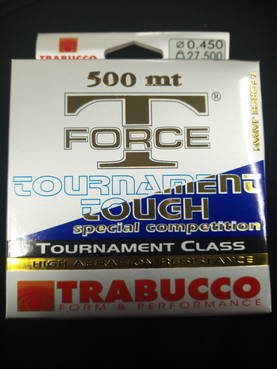 TRABUCCO
Ø 0.450
27.500
500 mt
T
®
FORCE
TOURNAMENT
TOUGH
special competition
TOURNAMENT CLASS
HIGH ABRASION RESISTANCE
TRABUCCO
FORM & PERFORMANCE